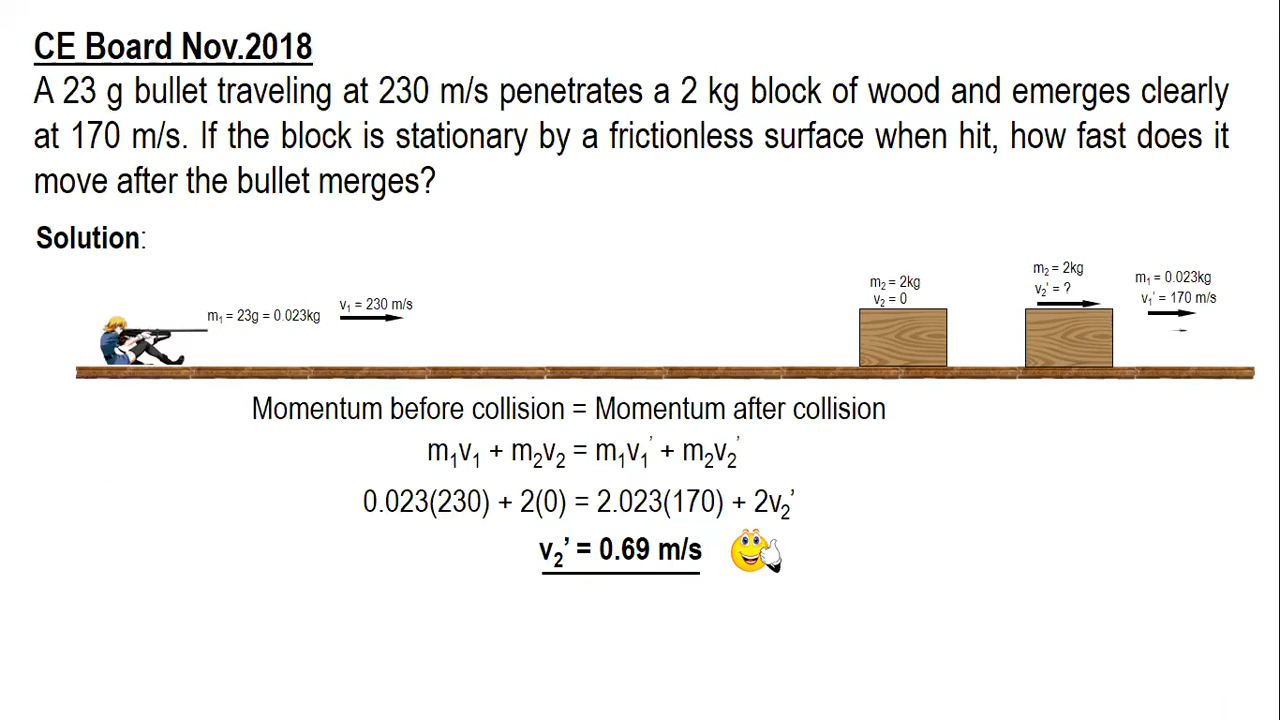 CE Board Nov.2018
A 23 g bullet traveling at 230 m/s penetrates a 2 kg block of wood and emerges clearly
at 170 m/s. If the block is stationary by a frictionless surface when hit, how fast does it
move after the bullet merges?
Solution:
m₁ = 23g = 0.023kg
v₁ = 230 m/s
m₂ = 2kg
v₂ = 0
m₂ = 2kg
v₂' = ?
m₁ = 0.023kg
v₁' = 170 m/s
Momentum before collision = Momentum after collision
m₁v₁ + m₂v₂ = m₁v₁' + m₂v₂'
0.023(230) + 2(0) = 2.023(170) + 2v₂'
v₂' = 0.69 m/s